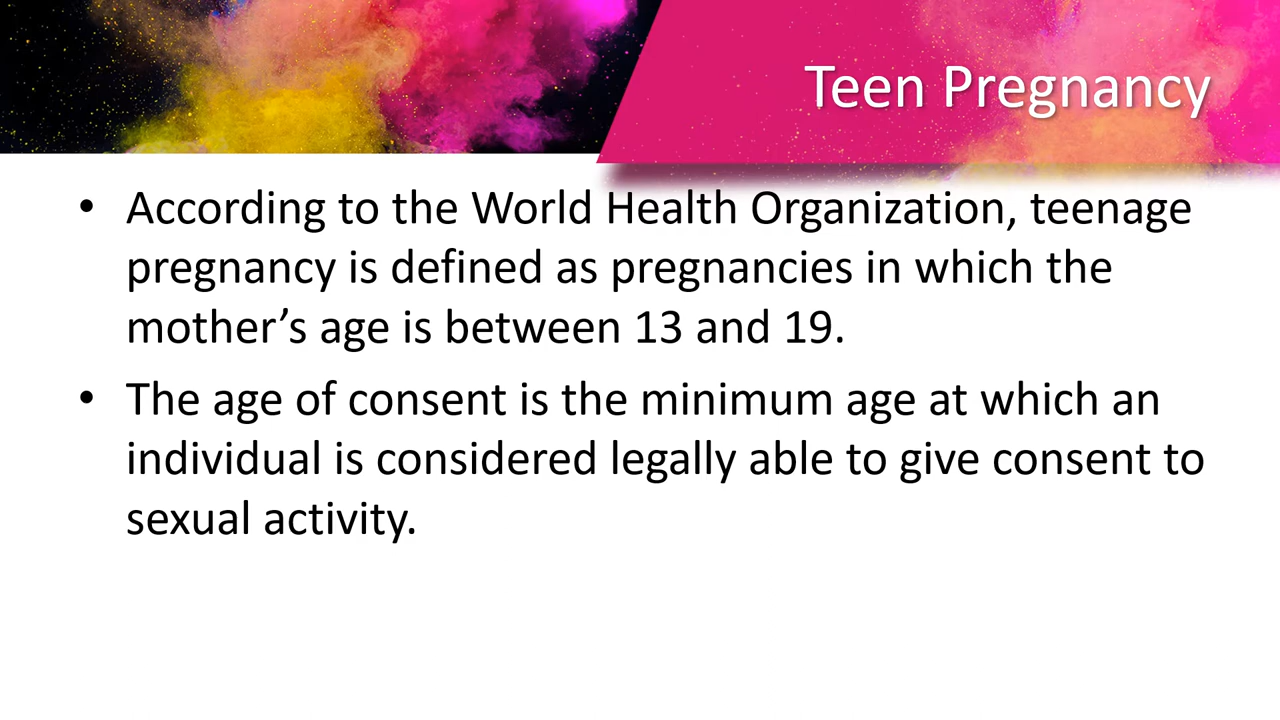 Teen Pregnancy
• According to the World Health Organization, teenage
pregnancy is defined as pregnancies in which the
mother’s age is between 13 and 19.
• The age of consent is the minimum age at which an
individual is considered legally able to give consent to
sexual activity.